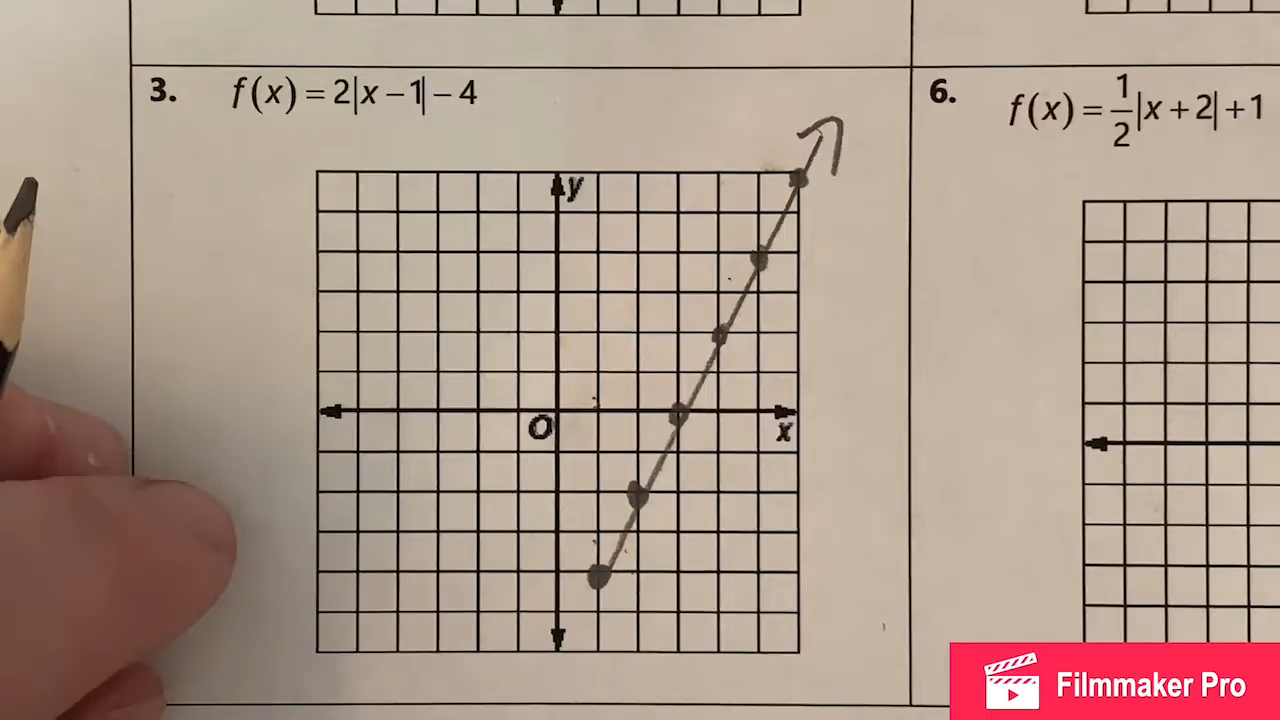 3. f(x) = 2|x − 1| − 4
y
O
x
6. f(x) = 1/2|x + 2| + 1
Filmmaker Pro